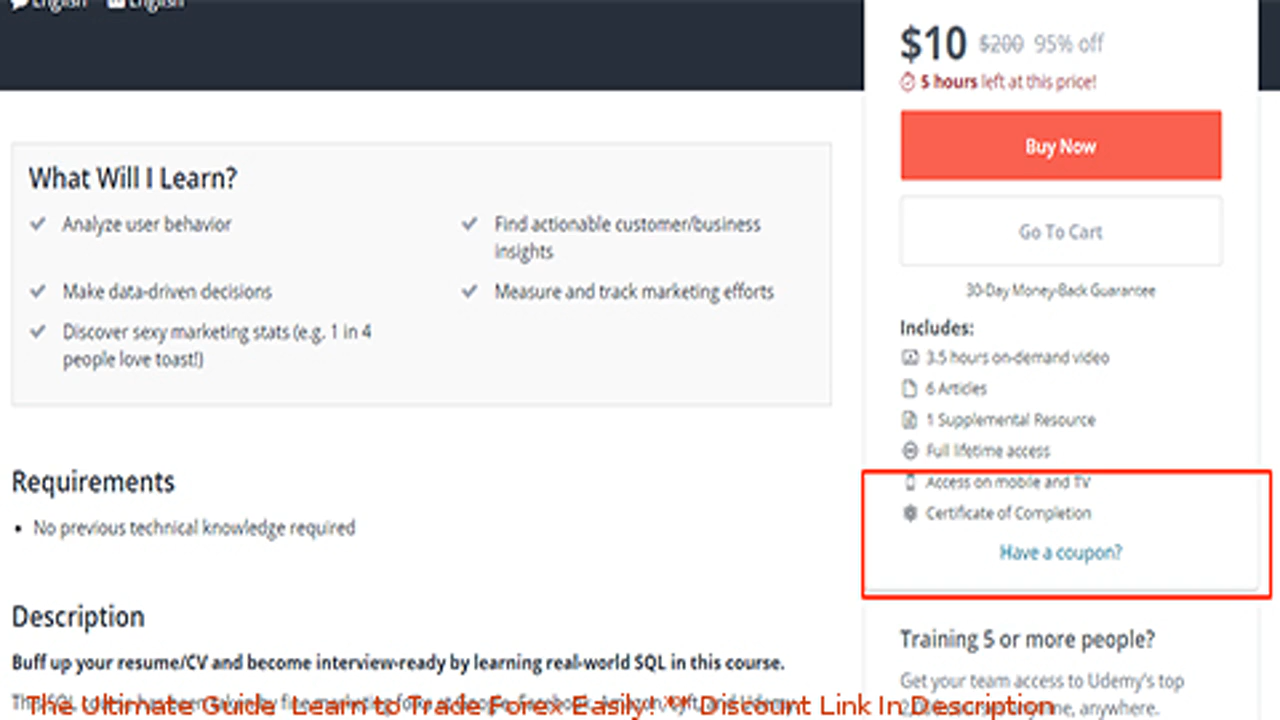 English English
$10 $200 95% off
5 hours left at this price!
Buy Now
Go To Cart
30-Day Money-Back Guarantee
Includes:
3.5 hours on-demand video
6 Articles
1 Supplemental Resource
Full lifetime access
Access on mobile and TV
Certificate of Completion
Have a coupon?
Training 5 or more people?
Get your team access to Udemy's top
anytime, anywhere.
What Will I Learn?
Analyze user behavior
Find actionable customer/business
insights
Make data-driven decisions
Measure and track marketing efforts
Discover sexy marketing stats (e.g. 1 in 4
people love toast!)
Requirements
• No previous technical knowledge required
Description
Buff up your resume/CV and become interview-ready by learning real-world SQL in this course.
The Ultimate Guide Learn to Trade Forex Easily! Discount Link In Description